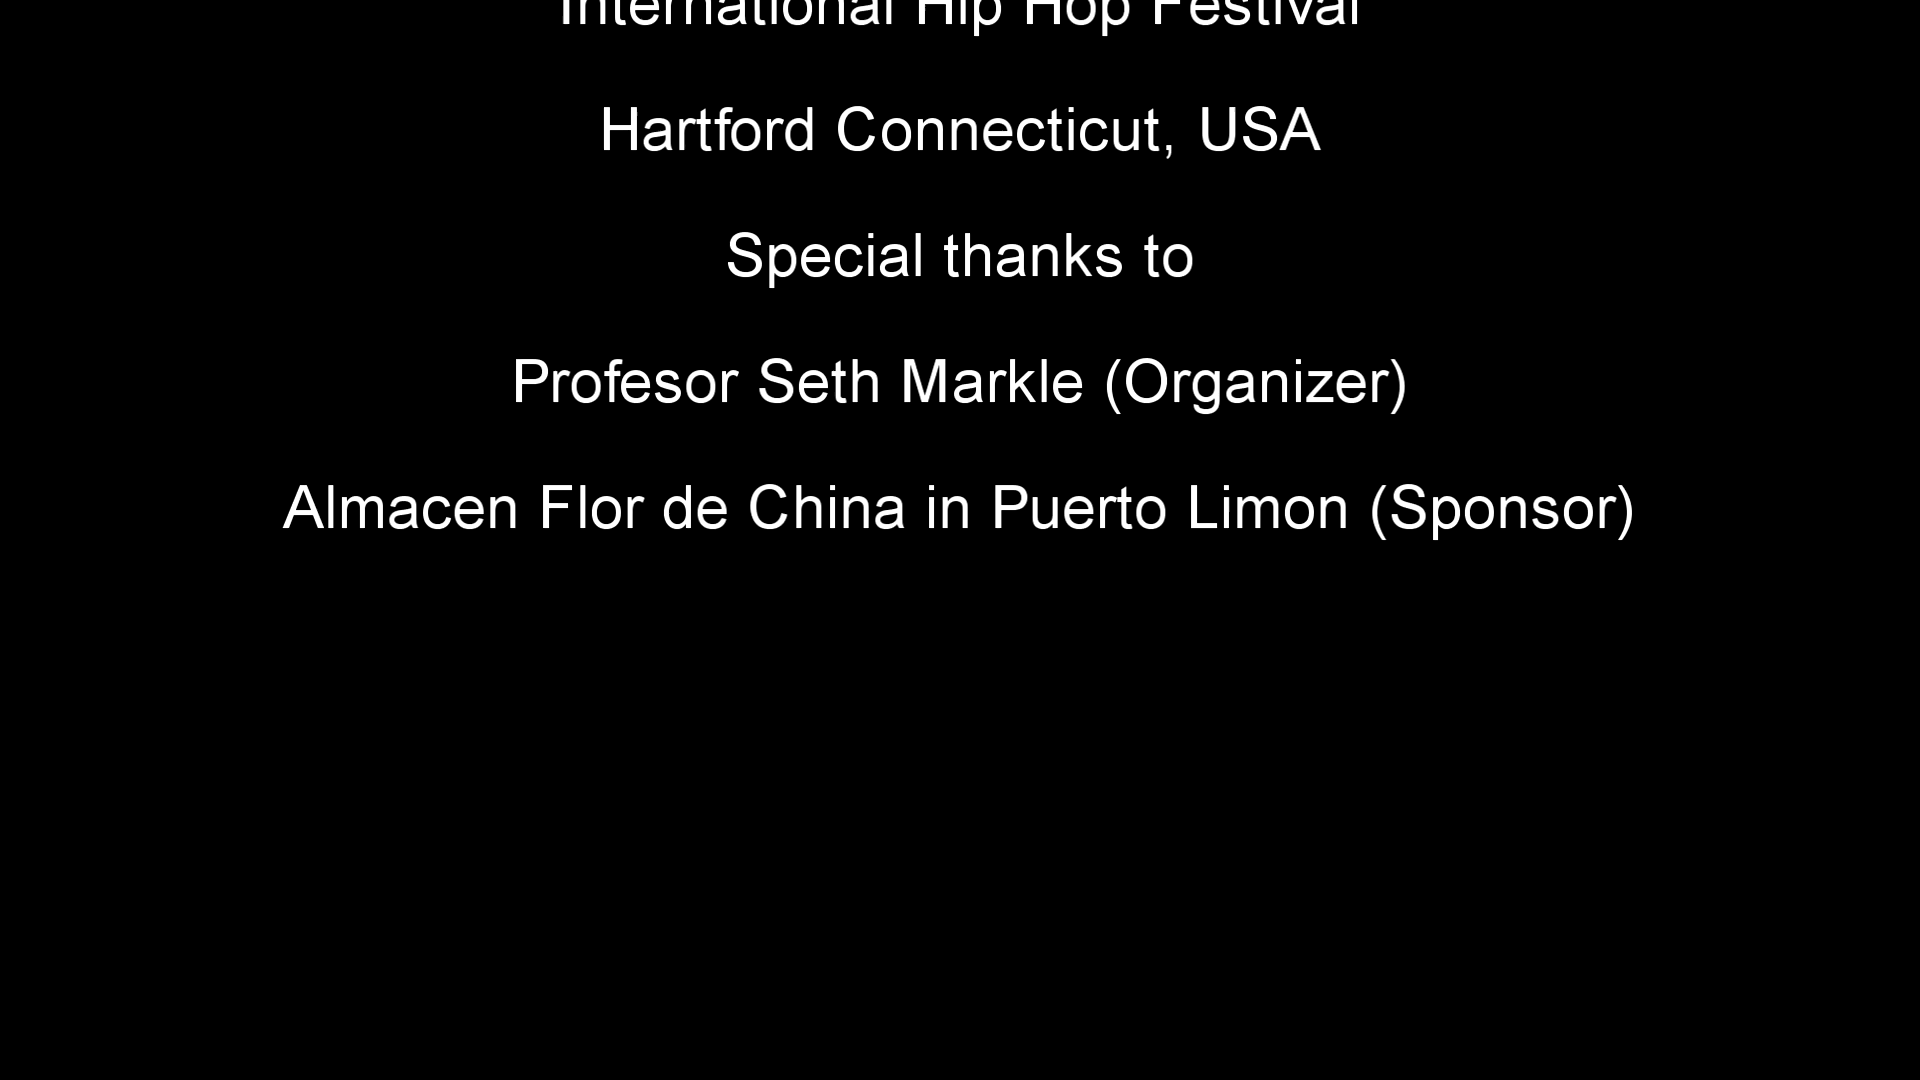 International Hip Hop Festival
Hartford Connecticut, USA
Special thanks to
Profesor Seth Markle (Organizer)
Almacen Flor de China in Puerto Limon (Sponsor)